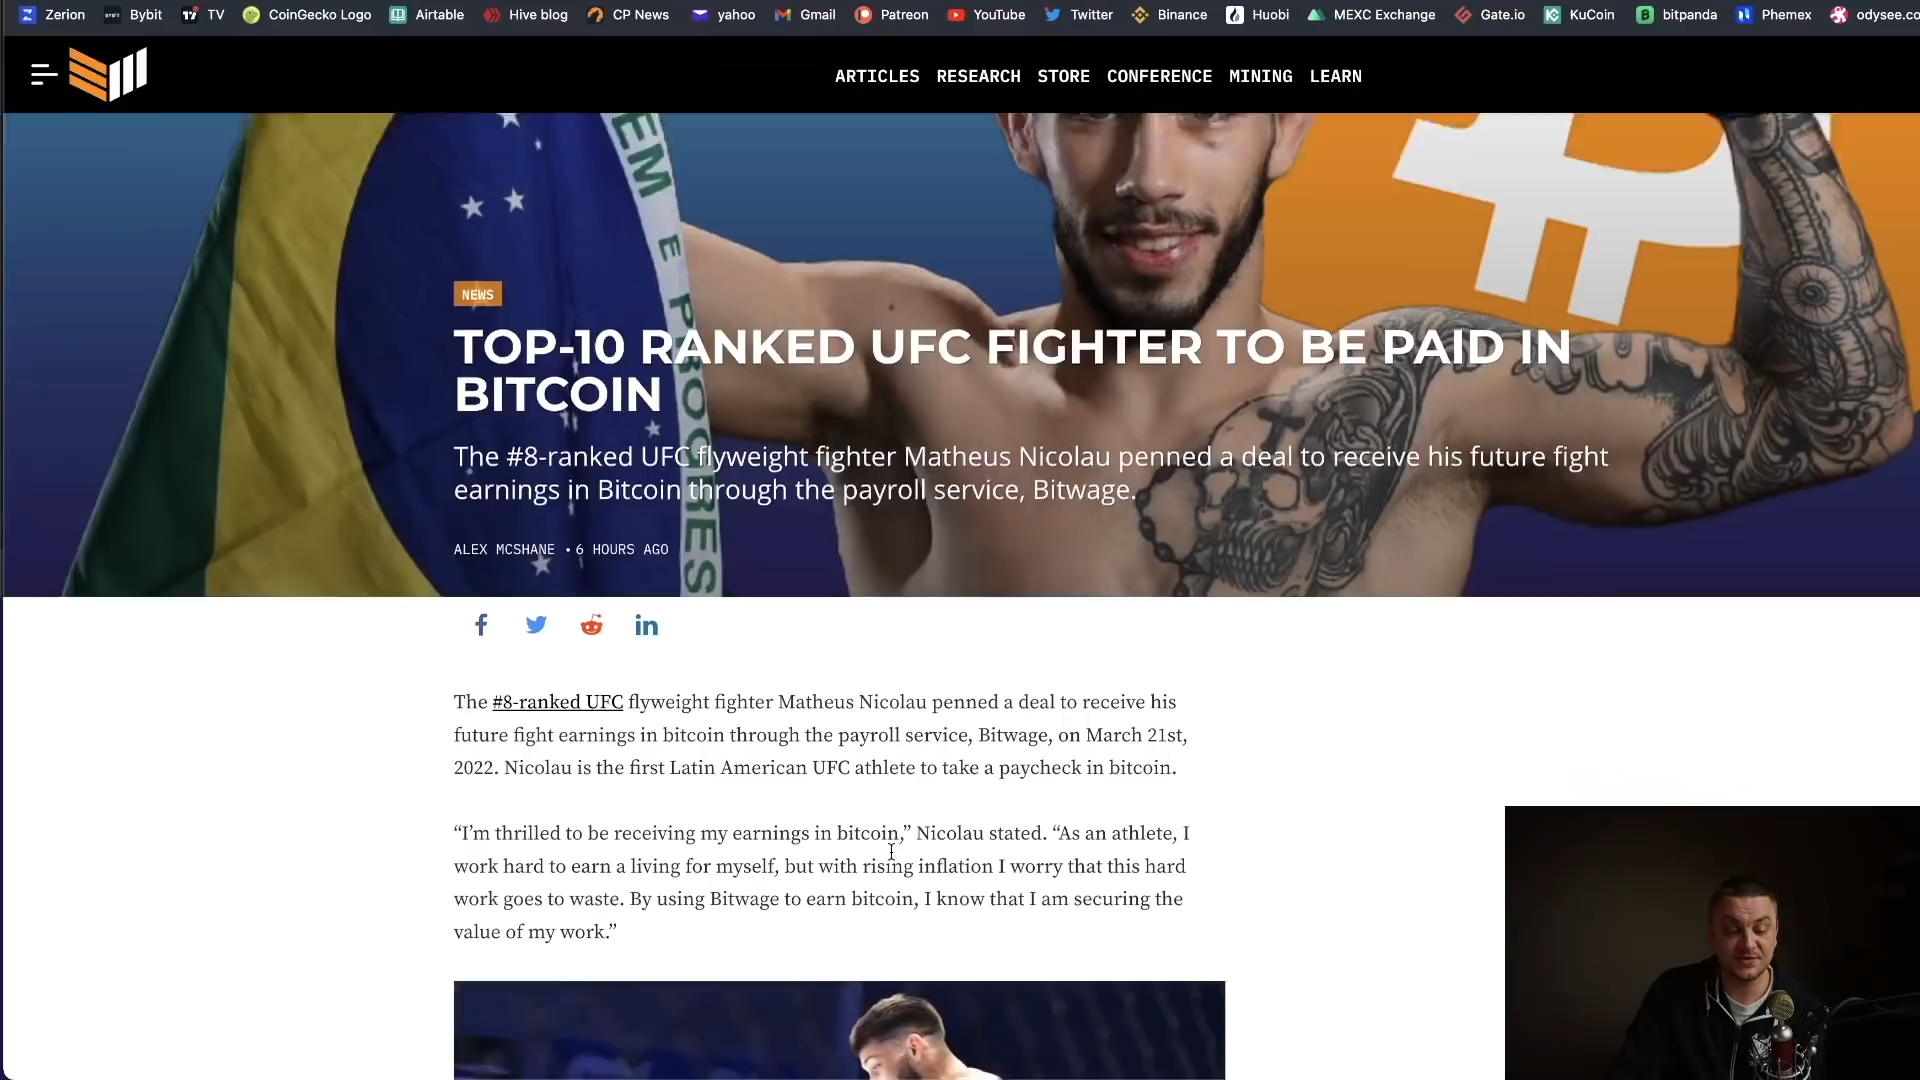 Zerion Bybit TV CoinGecko Logo Airtable Hive blog CP News yahoo Gmail Patreon YouTube Twitter Binance Huobi MEXC Exchange Gate.io KuCoin bitpanda Phemex odysee.co
ARTICLES RESEARCH STORE CONFERENCE MINING LEARN
EM E PROGRES
NEWS
TOP-10 RANKED UFC FIGHTER TO BE PAID IN
BITCOIN
The #8-ranked UFC flyweight fighter Matheus Nicolau penned a deal to receive his future fight
earnings in Bitcoin through the payroll service, Bitwage.
ALEX MCSHANE • 6 HOURS AGO
The #8-ranked UFC flyweight fighter Matheus Nicolau penned a deal to receive his
future fight earnings in bitcoin through the payroll service, Bitwage, on March 21st,
2022. Nicolau is the first Latin American UFC athlete to take a paycheck in bitcoin.
“I’m thrilled to be receiving my earnings in bitcoin,” Nicolau stated. “As an athlete, I
work hard to earn a living for myself, but with rising inflation I worry that this hard
work goes to waste. By using Bitwage to earn bitcoin, I know that I am securing the
value of my work.”